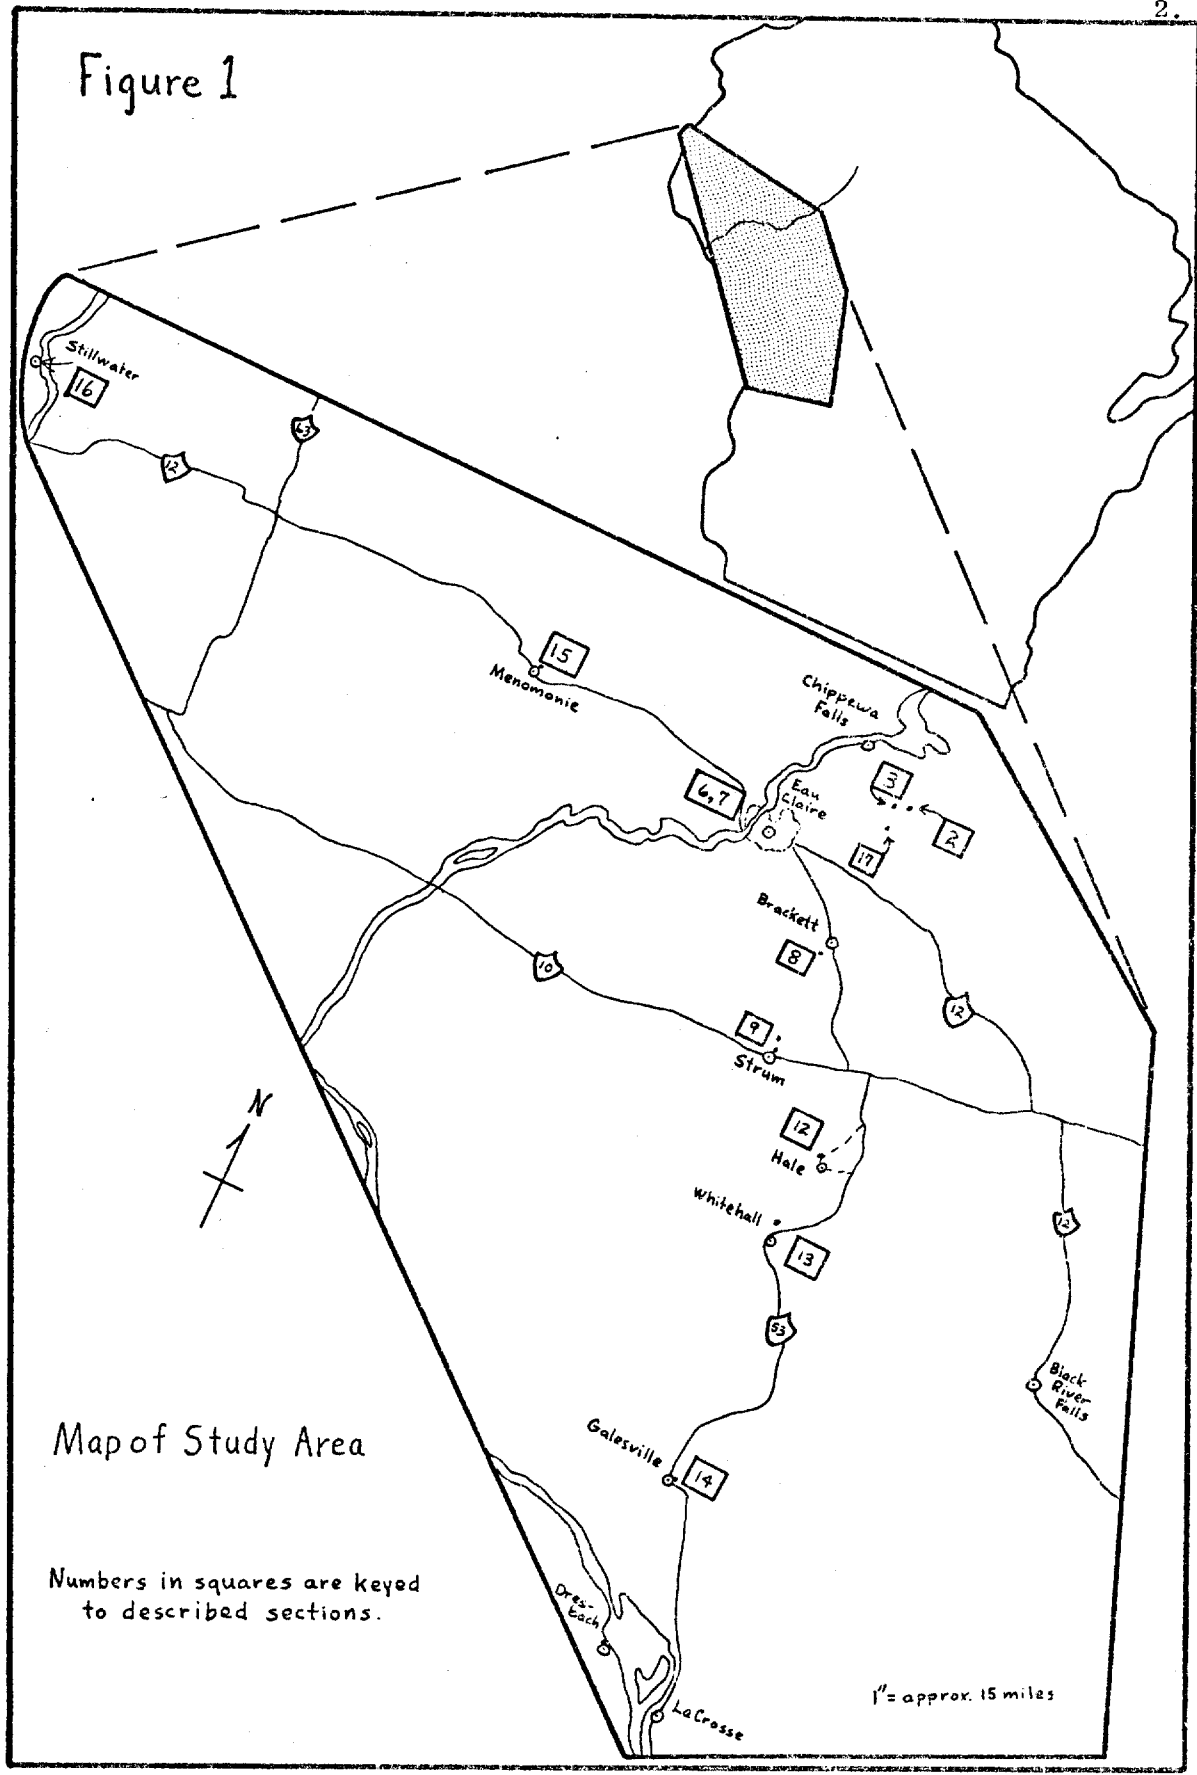 2.
Figure 1
Stillwater
16
63
12
15
Menomonie
Chippewa
Falls
3
6,7
Eau
Claire
2
17
Brackett
8
10
12
9
Strum
N
12
Hale
Whitehall
12
13
53
Black
River
Falls
Map of Study Area
Galesville
14
Numbers in squares are keyed
to described sections.
Dres-
bach
1"= approx. 15 miles
LaCrosse